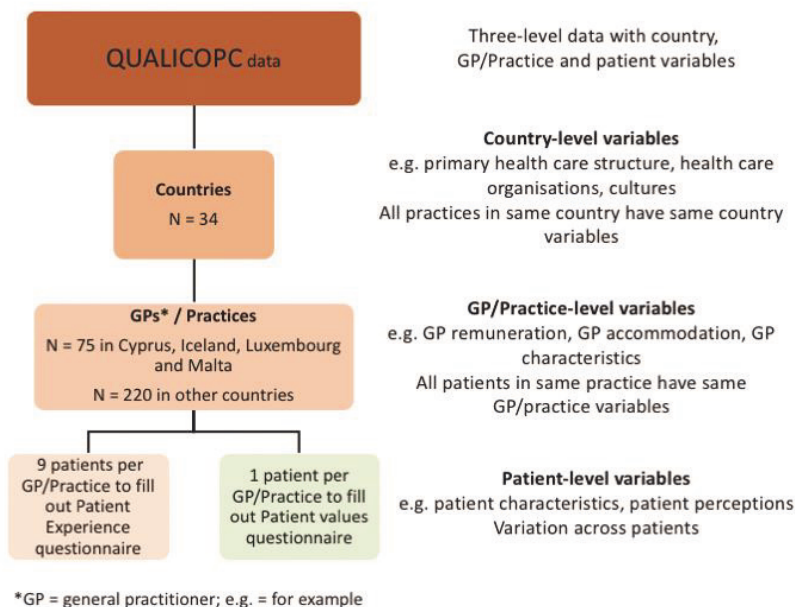 QUALICOPC data
Three-level data with country,
GP/Practice and patient variables
Countries
N = 34
Country-level variables
e.g. primary health care structure, health care
organisations, cultures
All practices in same country have same country
variables
GPs* / Practices
N = 75 in Cyprus, Iceland, Luxembourg
and Malta
N = 220 in other countries
GP/Practice-level variables
e.g. GP remuneration, GP accommodation, GP
characteristics
All patients in same practice have same
GP/practice variables
9 patients per
GP/Practice to fill
out Patient
Experience
questionnaire
1 patient per
GP/Practice to fill
out Patient values
questionnaire
Patient-level variables
e.g. patient characteristics, patient perceptions
Variation across patients
*GP = general practitioner; e.g. = for example